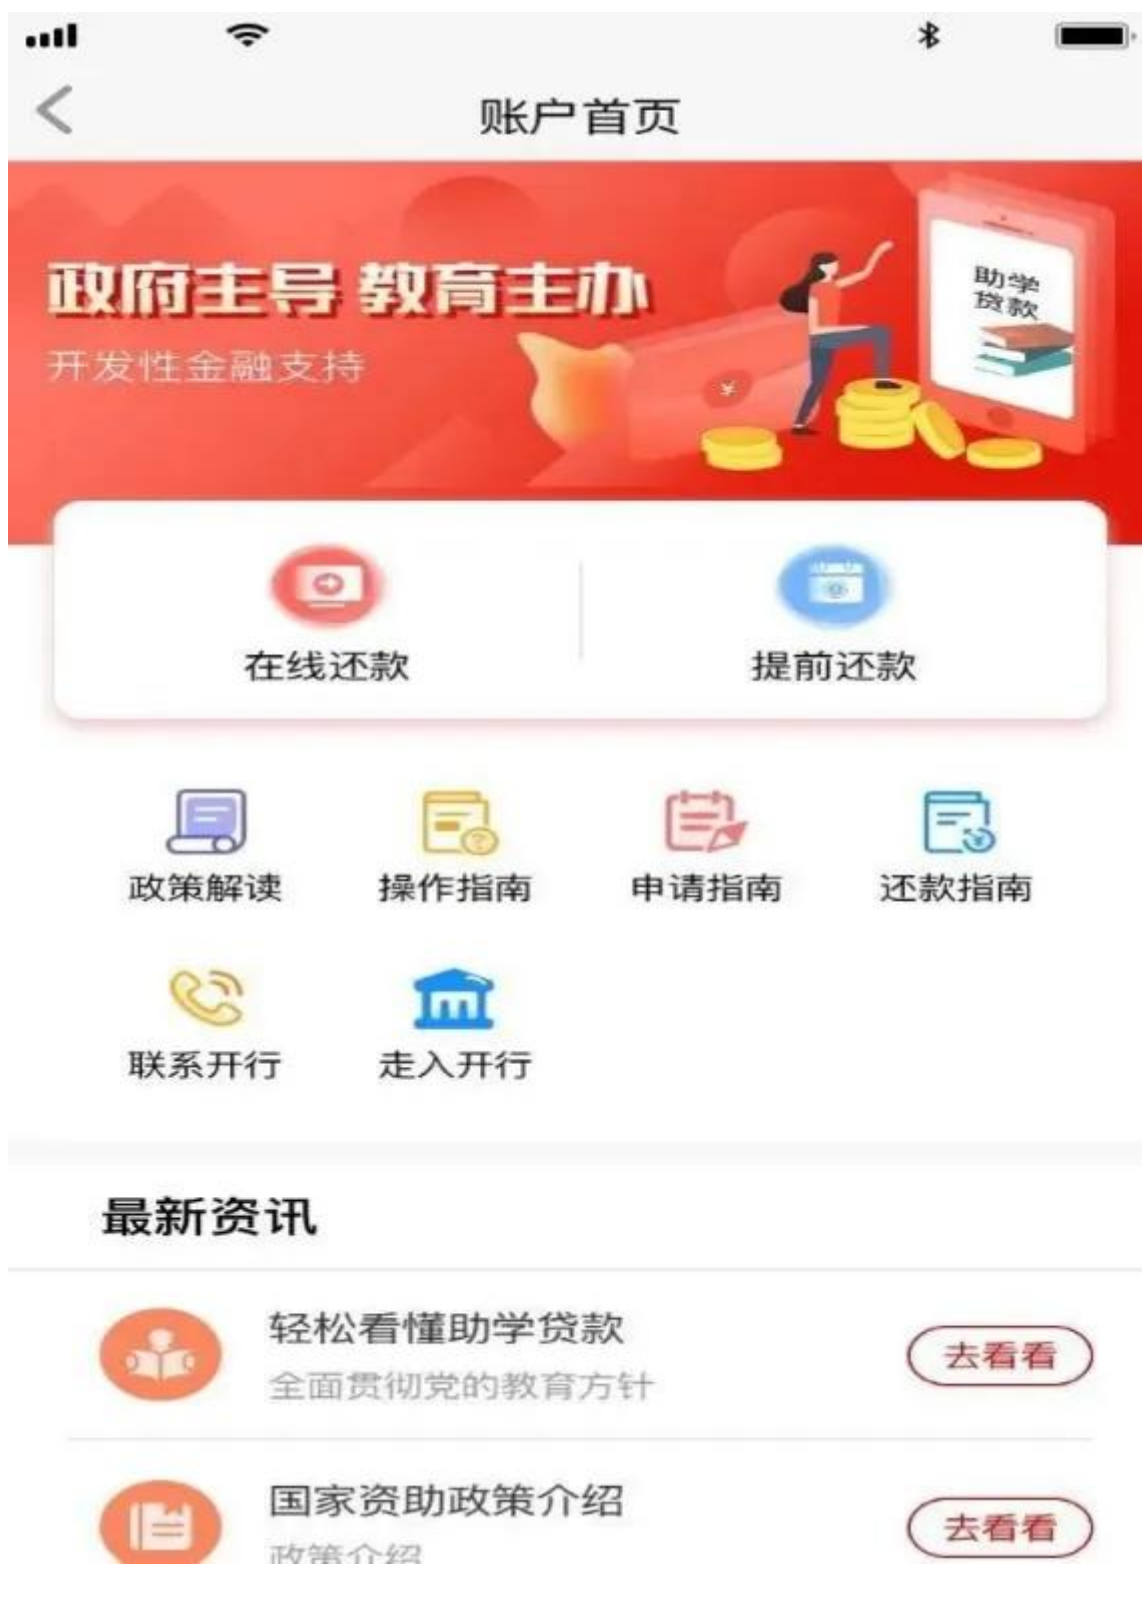 账户首页
政府主导 教育主办
开发性金融支持
助学
贷款
在线还款
提前还款
政策解读
操作指南
申请指南
还款指南
联系开行
走入开行
最新资讯
轻松看懂助学贷款
全面贯彻党的教育方针
去看看
国家资助政策介绍
政策介绍
去看看